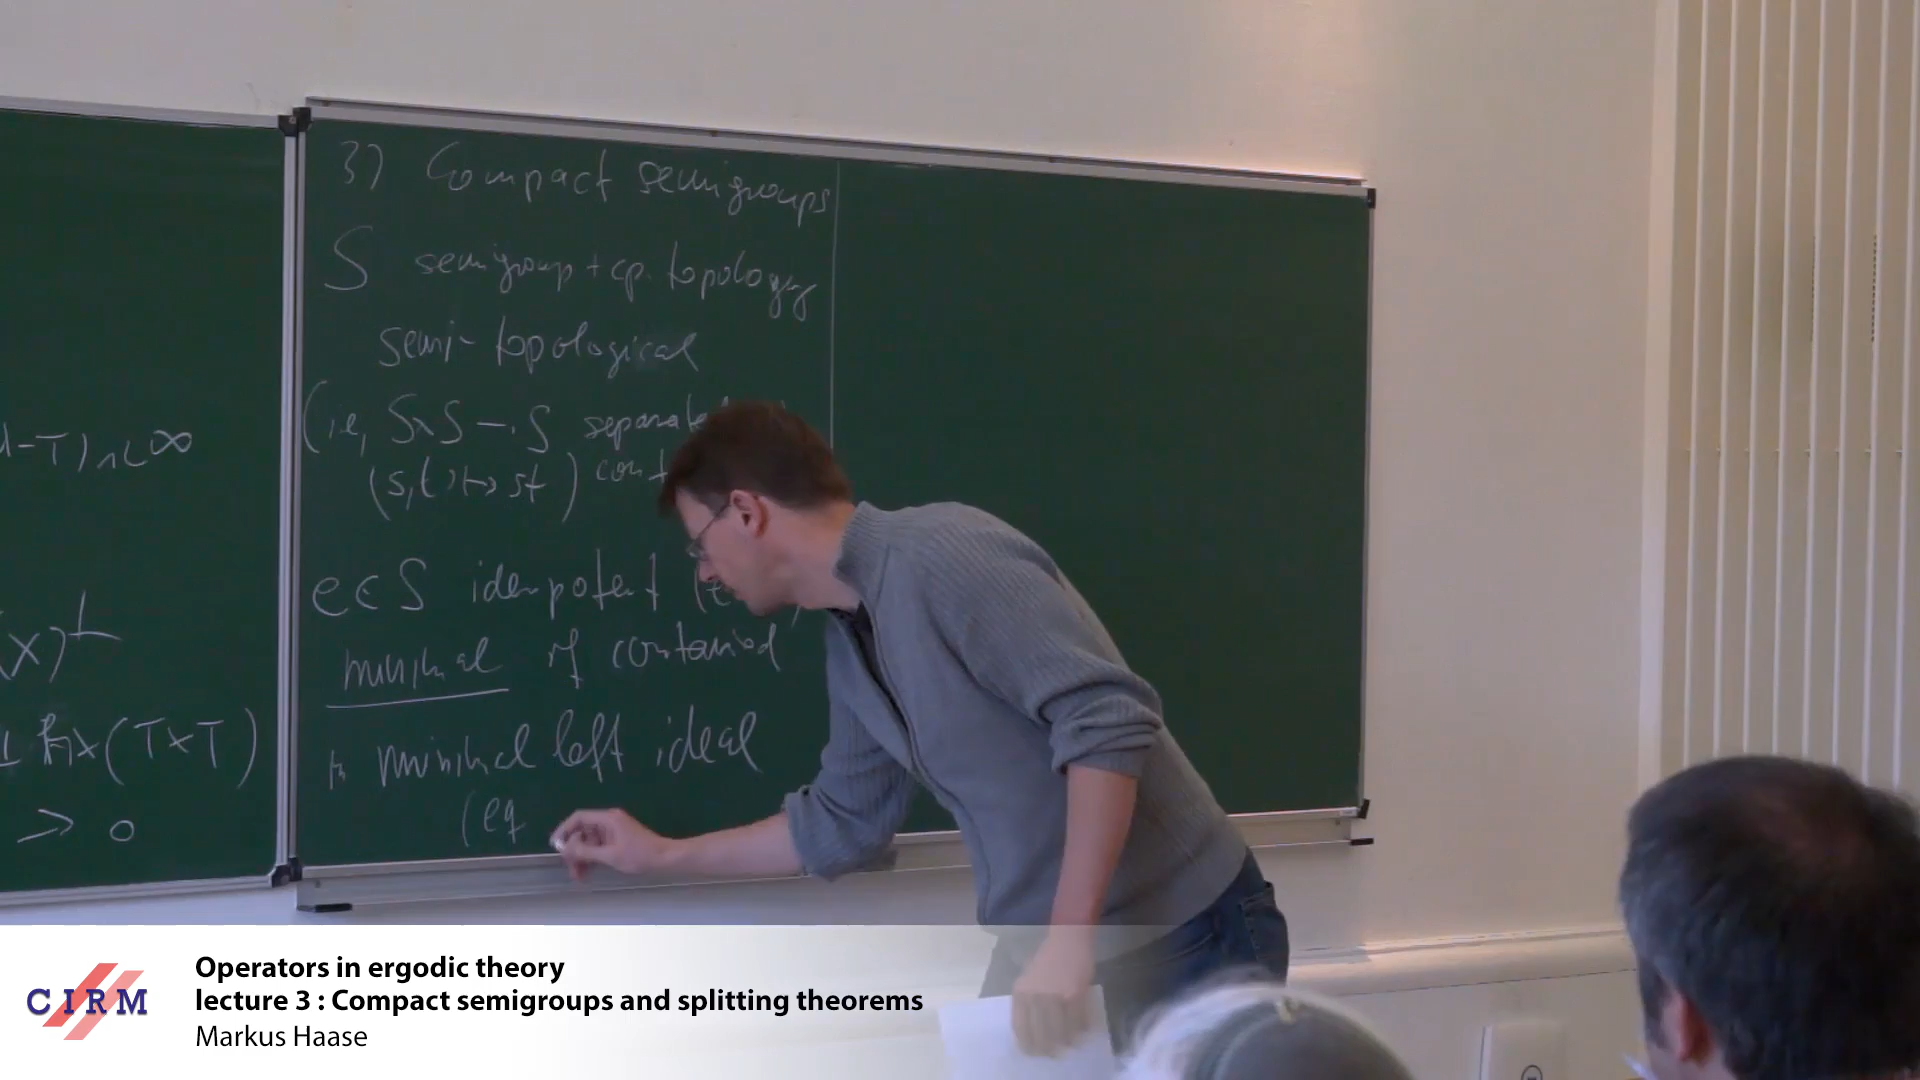 -T) n<∞
X)^⊥
fix(T×T)
> 0
3) Compact semigroups
S semigroup + cp. topology
semi-topological
(i.e, S×S → S separate
(s,t) ↦ st) cont
e∈S idempotent (e
minimal if contained
in minimal left ideal
(eq
CIRM
Operators in ergodic theory
lecture 3 : Compact semigroups and splitting theorems
Markus Haase